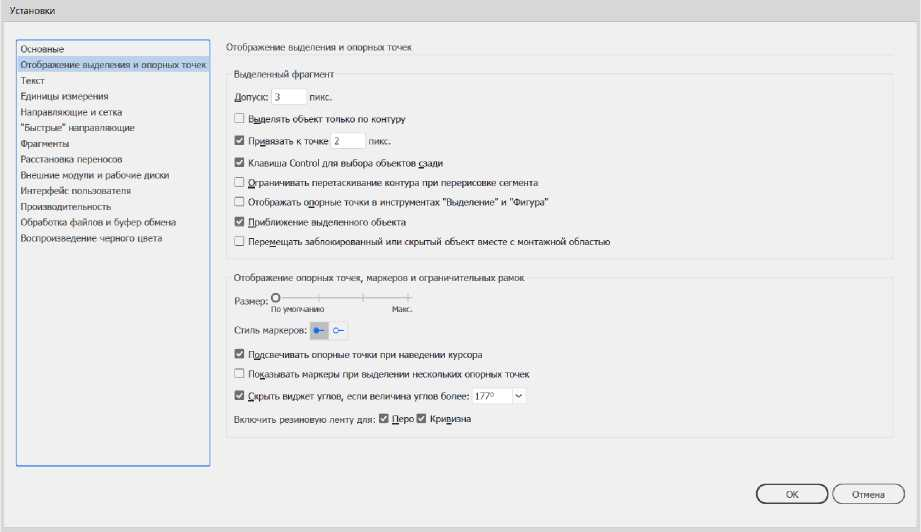 Установки
Основные
Отображение выделения и опорных точек
Текст
Единицы измерения
Направляющие и сетка
"Быстрые" направляющие
Фрагменты
Расстановка переносов
Внешние модули и рабочие диски
Интерфейс пользователя
Производительность
Обработка файлов и буфер обмена
Воспроизведение черного цвета
Отображение выделения и опорных точек
Выделенный фрагмент
Допуск: 3 пикс.
Выделять объект только по контуру
Привязать к точке 2 пикс.
Клавиша Control для выбора объектов сзади
Ограничивать перетаскивание контура при перерисовке сегмента
Отображать опорные точки в инструментах "Выделение" и "Фигура"
Приближение выделенного объекта
Перемещать заблокированный или скрытый объект вместе с монтажной областью
Отображение опорных точек, маркеров и ограничительных рамок
Размер:
По умолчанию Макс.
Стиль маркеров:
Подсвечивать опорные точки при наведении курсора
Показывать маркеры при выделении нескольких опорных точек
Скрыть виджет углов, если величина углов более: 177°
Включить резиновую ленту для: Перо Кривизна
OK Отмена